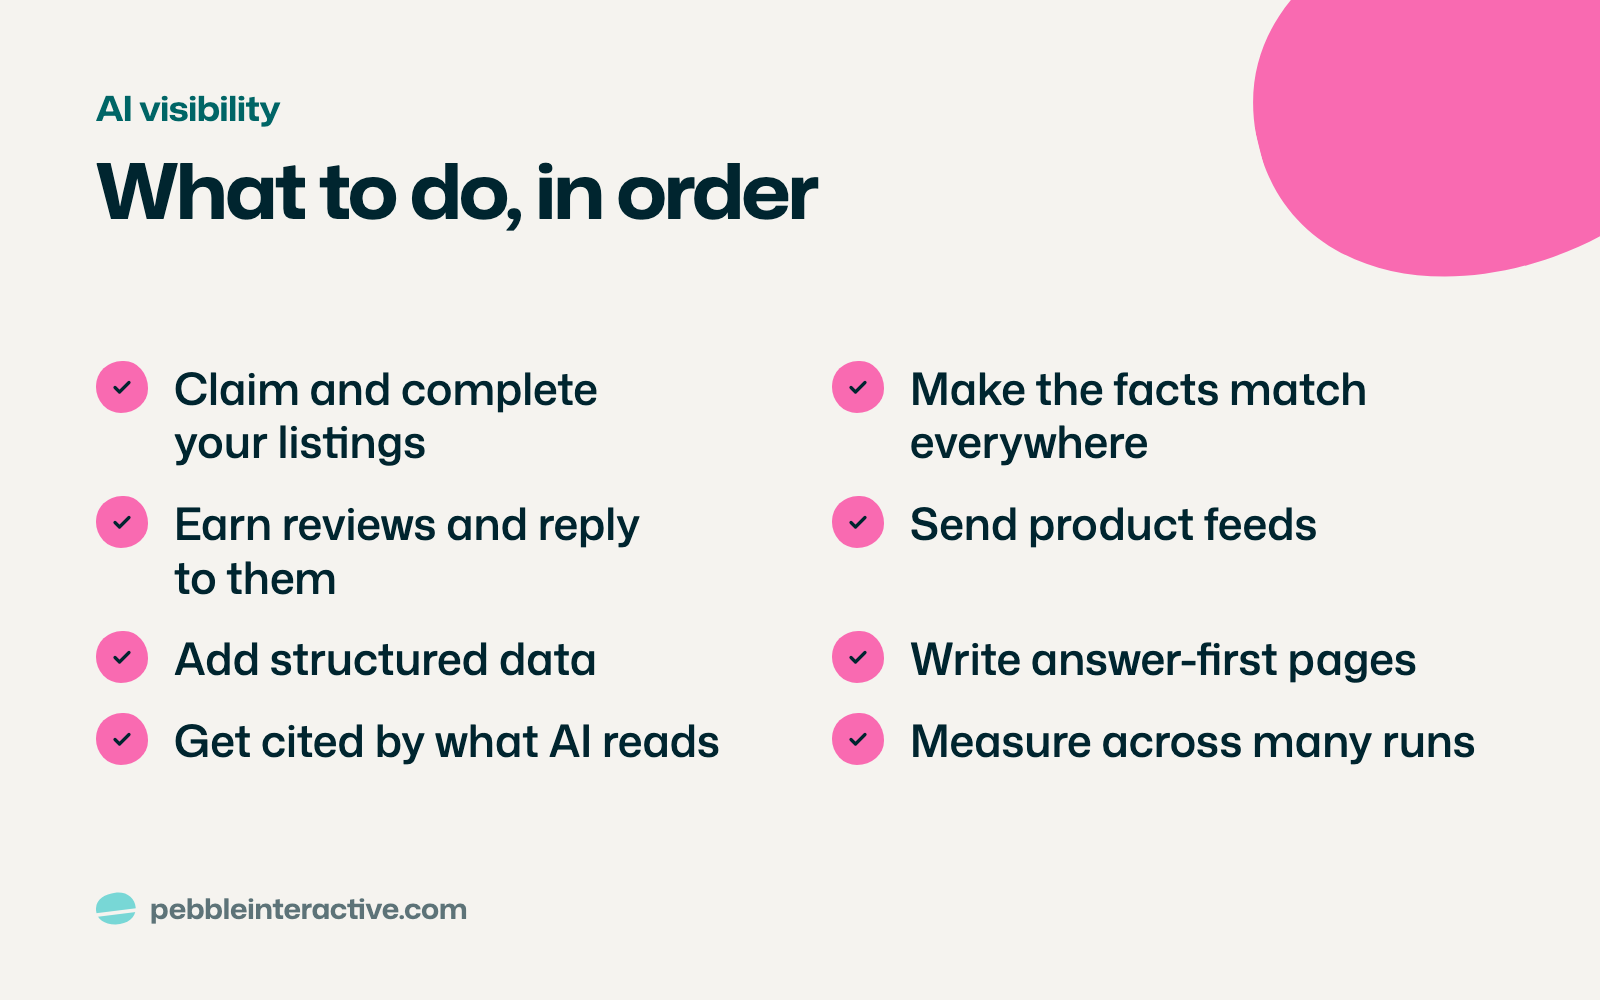 AI visibility
What to do, in order
Claim and complete
your listings
Make the facts match
everywhere
Earn reviews and reply
to them
Send product feeds
Add structured data
Write answer-first pages
Get cited by what AI reads
Measure across many runs
pebbleinteractive.com